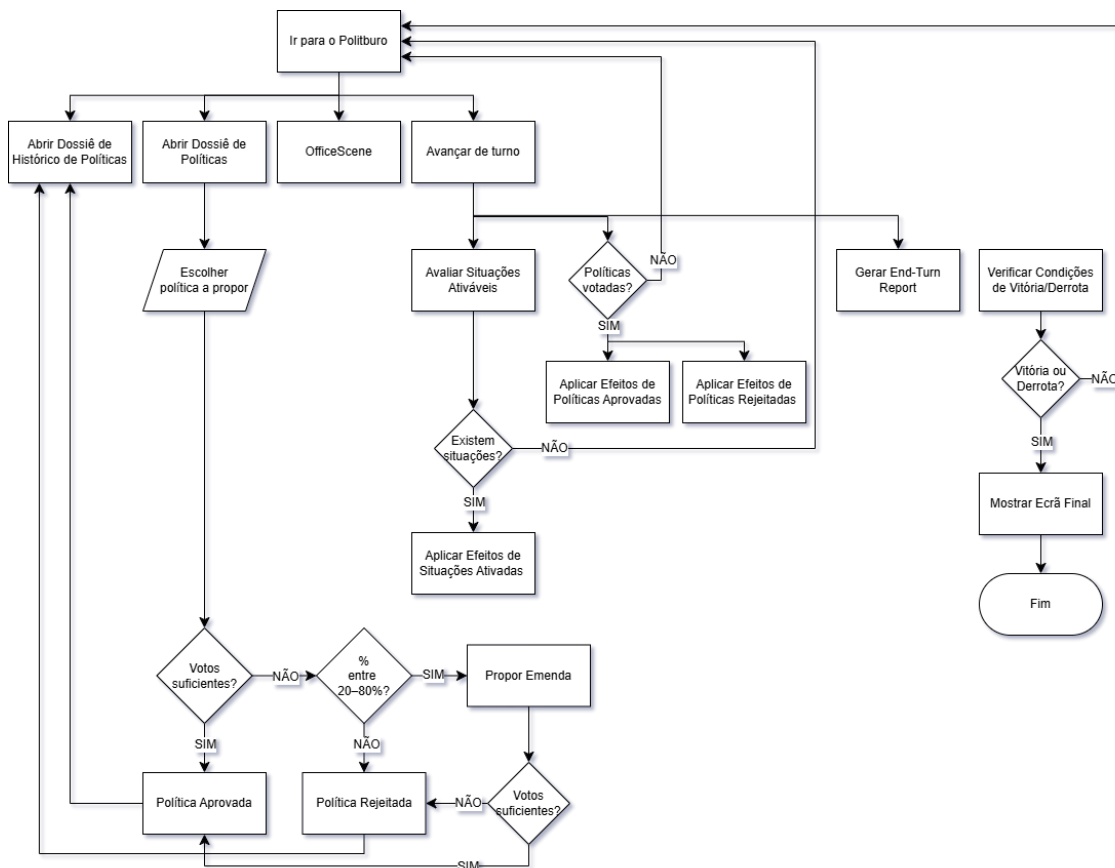 Ir para o Politburo
Abrir Dossiê de
Histórico de Políticas
Abrir Dossiê de
Políticas
OfficeScene
Avançar de turno
Escolher
política a propor
Avaliar Situações
Ativáveis
Políticas
votadas?
NÃO
SIM
Gerar End-Turn
Report
Verificar Condições
de Vitória/Derrota
Aplicar Efeitos de
Políticas Aprovadas
Aplicar Efeitos de
Políticas Rejeitadas
Vitória ou
Derrota?
NÃO
SIM
Existem
situações?
NÃO
SIM
Mostrar Ecrã Final
Aplicar Efeitos de
Situações Ativadas
Fim
Votos
suficientes?
NÃO
SIM
%
entre
20–80%?
SIM
NÃO
Propor Emenda
Política Aprovada
Política Rejeitada
NÃO
Votos
suficientes?
SIM